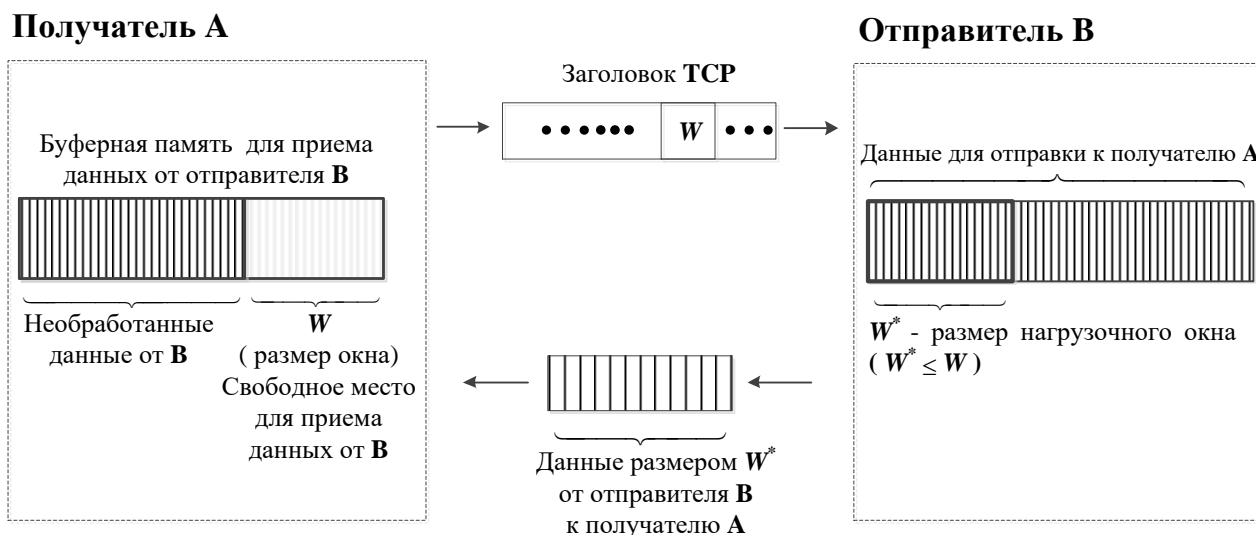 Получатель А
Буферная память для приема
данных от отправителя В
Необработанные
данные от В
W
( размер окна)
Свободное место
для приема
данных от В
Заголовок TCP
W
Данные размером W*
от отправителя В
к получателю А
Отправитель В
Данные для отправки к получателю А
W* - размер нагрузочного окна
( W* ≤ W )